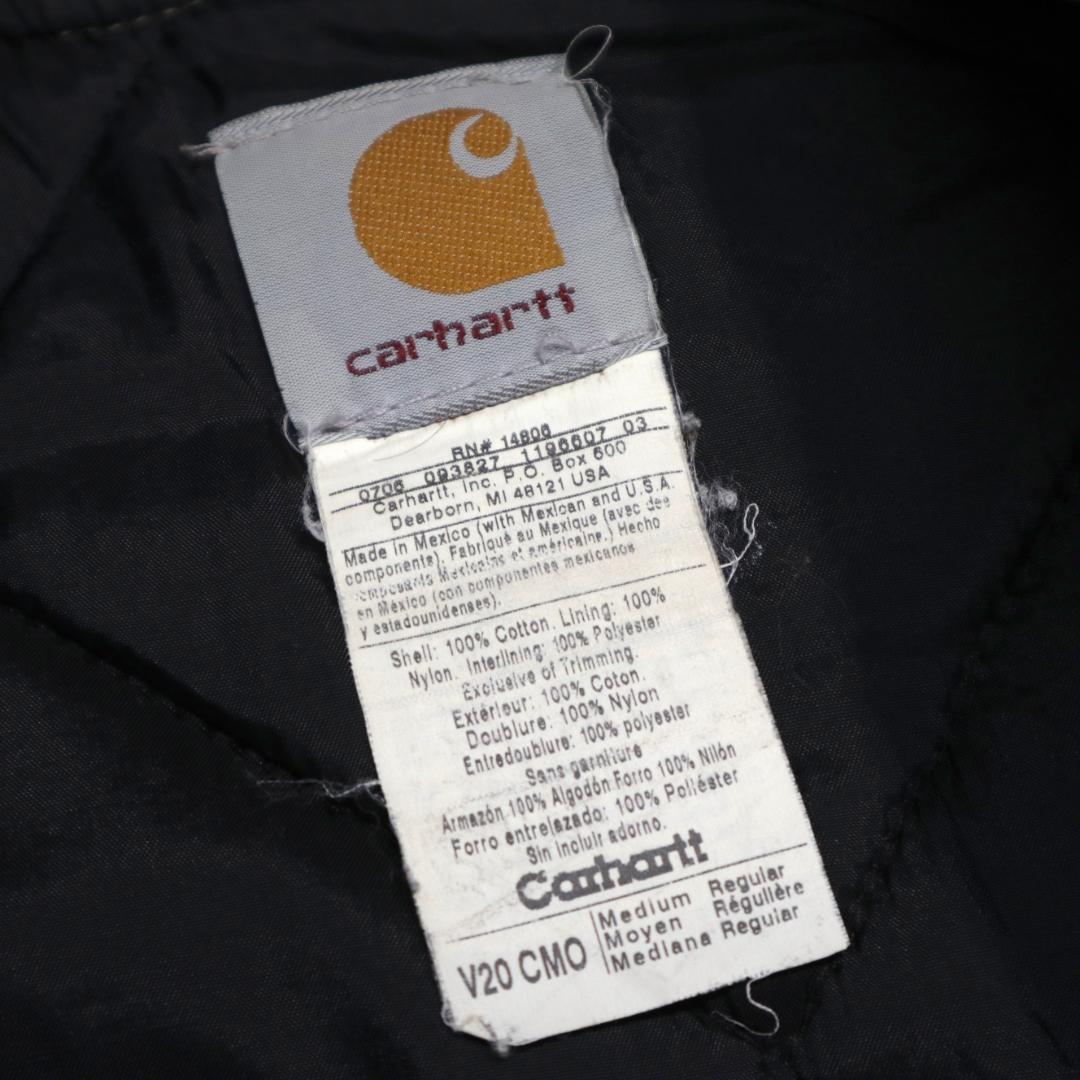 carhartt
RN# 14806
0706 093827 1196607 03
Carhartt, Inc. P.O. Box 600
Dearborn, MI 48121 USA
Made in Mexico (with Mexican and U.S.A.
components). Fabriqué au Mexique (avec des
composants Mexicains et américains.) Hecho
en México (con componentes mexicanos
y estadounidenses).
Shell: 100% Cotton. Lining: 100%
Nylon. Interlining: 100% Polyester
Exclusive of Trimming.
Extérieur: 100% Coton.
Doublure: 100% Nylon
Entredoublure: 100% polyester
Sans garniture
Armazón 100% Algodón Forro 100% Nilón
Forro entrelazado: 100% Poliéster
Sin incluir adorno.
Carhartt
V20 CMO
Medium Regular
Moyen Régulière
Mediana Regular